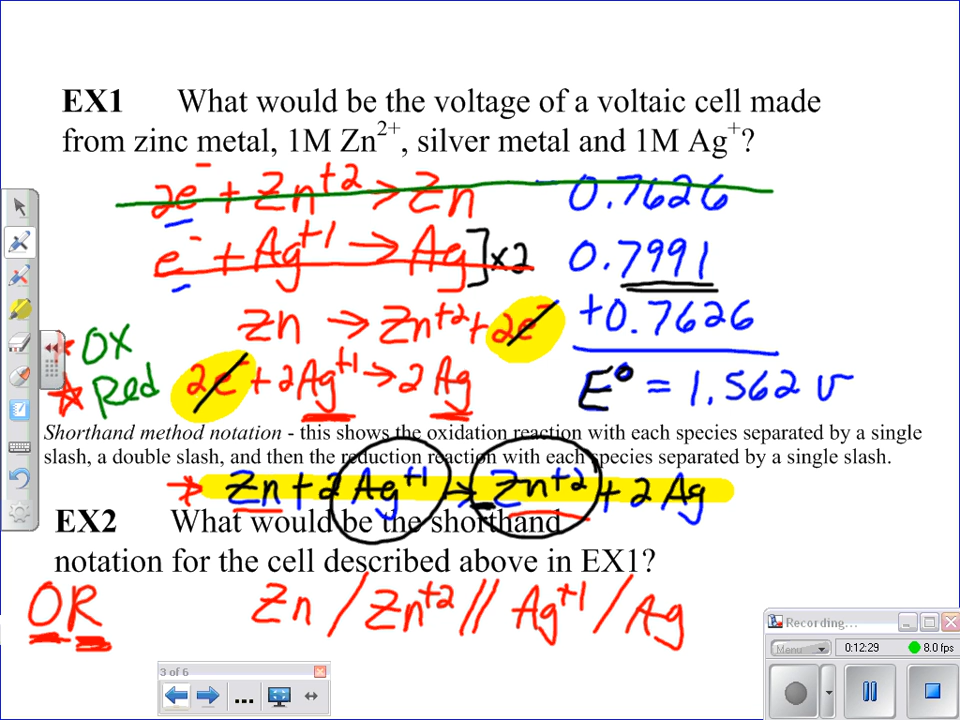 EX1 What would be the voltage of a voltaic cell made
from zinc metal, 1M Zn²⁺, silver metal and 1M Ag⁺?
2e⁻ + Zn⁺² → Zn -0.7626
e⁻ + Ag⁺¹ → Ag ] x2 0.7991
Zn → Zn⁺² + 2e⁻ +0.7626
* OX
* Red 2e⁻ + 2Ag⁺¹ → 2Ag E° = 1.562 v
Shorthand method notation - this shows the oxidation reaction with each species separated by a single
slash, a double slash, and then the reduction reaction with each species separated by a single slash.
→ Zn + 2Ag⁺¹ → Zn⁺² + 2Ag
EX2 What would be the shorthand
notation for the cell described above in EX1?
OR Zn / Zn⁺² // Ag⁺¹ / Ag
Recording...
Menu 0:12:29 8.0 fps
3 of 6